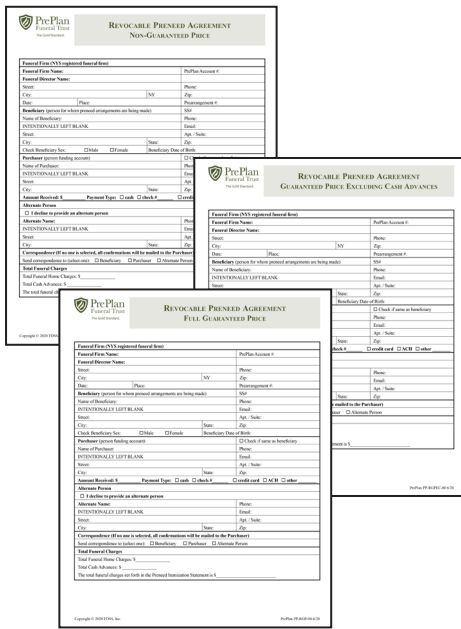 PrePlan
Funeral Trust
The Gold Standard.
REVOCABLE PRENEED AGREEMENT
NON-GUARANTEED PRICE
Funeral Firm (NYS registered funeral firm)
Funeral Firm Name: PrePlan Account #:
Funeral Director Name:
Street: Phone:
City: NY Zip:
Date: Place: Prearrangement #:
Beneficiary (person for whom preneed arrangements are being made) SS#
Name of Beneficiary: Phone:
INTENTIONALLY LEFT BLANK Email:
Street: Apt. / Suite:
City: State: Zip:
Check Beneficiary Sex: ☐Male ☐Female Beneficiary Date of Birth:
Purchaser (person funding account)
Name of Purchaser:
INTENTIONALLY LEFT BLANK
Street:
City: State:
Amount Received: $ Payment Type: ☐ cash ☐ check # ☐ credi
Alternate Person
☐ I decline to provide an alternate person
Alternate Name:
INTENTIONALLY LEFT BLANK
Street:
City: State:
Correspondence (If no one is selected, all confirmations will be mailed to the Purchaser)
Send correspondence to (select one): ☐ Beneficiary ☐ Purchaser ☐ Alternate Person
Total Funeral Charges
Total Funeral Home Charges: $
Total Cash Advances: $
The total funeral
Copyright © 2020 FDSS,
PrePlan
Funeral Trust
The Gold Standard.
REVOCABLE PRENEED AGREEMENT
GUARANTEED PRICE EXCLUDING CASH ADVANCES
Funeral Firm (NYS registered funeral firm)
Funeral Firm Name: PrePlan Account #:
Funeral Director Name:
Street: Phone:
City: NY Zip:
Date: Place: Prearrangement #:
Beneficiary (person for whom preneed arrangements are being made) SS#
Name of Beneficiary: Phone:
INTENTIONALLY LEFT BLANK Email:
Street: Apt. / Suite:
State: Zip:
Beneficiary Date of Birth:
☐ Check if same as beneficiary
Phone:
Email:
Apt. / Suite:
State: Zip:
check # ☐ credit card ☐ ACH ☐ other
Phone:
Email:
Apt. / Suite:
State: Zip:
e mailed to the Purchaser)
aser ☐ Alternate Person
ement is $
PrePlan PP-RGPEC-00 6/20
PrePlan
Funeral Trust
The Gold Standard.
REVOCABLE PRENEED AGREEMENT
FULL GUARANTEED PRICE
Funeral Firm (NYS registered funeral firm)
Funeral Firm Name: PrePlan Account #:
Funeral Director Name:
Street: Phone:
City: NY Zip:
Date: Place: Prearrangement #:
Beneficiary (person for whom preneed arrangements are being made) SS#
Name of Beneficiary: Phone:
INTENTIONALLY LEFT BLANK Email:
Street: Apt. / Suite:
City: State: Zip:
Check Beneficiary Sex: ☐Male ☐Female Beneficiary Date of Birth:
Purchaser (person funding account) ☐ Check if same as beneficiary
Name of Purchaser: Phone:
INTENTIONALLY LEFT BLANK Email:
Street: Apt. / Suite:
City: State: Zip:
Amount Received: $ Payment Type: ☐ cash ☐ check # ☐ credit card ☐ ACH ☐ other
Alternate Person
☐ I decline to provide an alternate person
Alternate Name: Phone:
INTENTIONALLY LEFT BLANK Email:
Street: Apt. / Suite:
City: State: Zip:
Correspondence (If no one is selected, all confirmations will be mailed to the Purchaser)
Send correspondence to (select one): ☐ Beneficiary ☐ Purchaser ☐ Alternate Person
Total Funeral Charges
Total Funeral Home Charges: $
Total Cash Advances: $
The total funeral charges set forth in the Preneed Itemization Statement is $
Copyright © 2020 FDSS, Inc. PrePlan PP-RGP-00 6/20